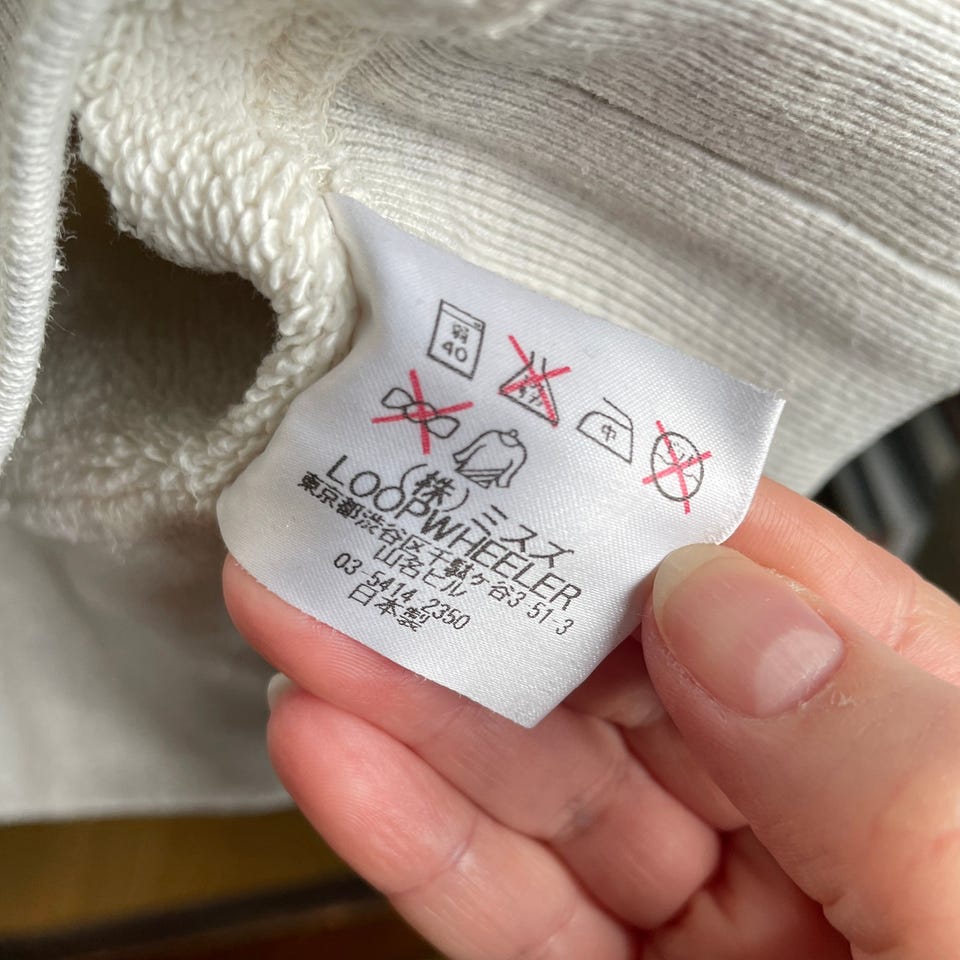 弱
40
中
(株)ミスズ
LOOPWHEELER
東京都渋谷区千駄ヶ谷3-51-3
山名ビル
03-5414-2350
日本製